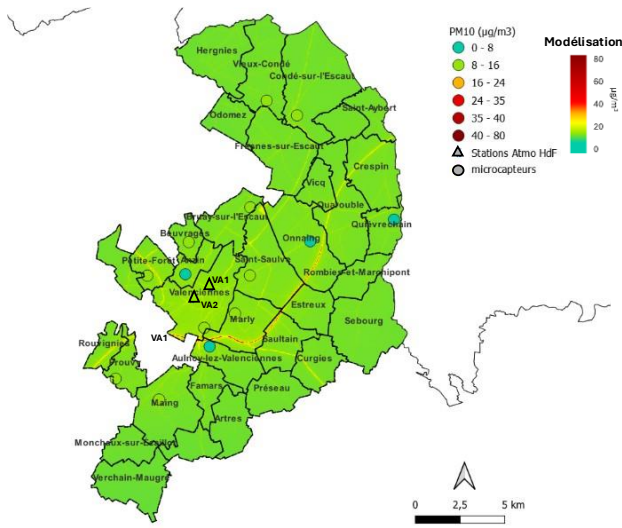 PM10 (µg/m3)
0 - 8
8 - 16
16 - 24
24 - 35
35 - 40
40 - 80
Stations Atmo HdF
microcapteurs
Modélisation
80
60
40
20
0
µg/m³
Hergnies
Vieux-Condé
Condé-sur-l'Escaut
Odomez
Saint-Aybert
Fresnes-sur-Escaut
Crespin
Vicq
Quarouble
Bruay-sur-l'Escaut
Quiévrechain
Beuvrages
Onnaing
Petite-Forêt
Anzin
Saint-Saulve
Rombies-et-Marchipont
VA1
Valenciennes
VA2
Estreux
Marly
Sebourg
VA1
Rouvignies
Saultain
Prouvy
Aulnoy-lez-Valenciennes
Curgies
Famars
Préseau
Maing
Artres
Monchaux-sur-Écaillon
Verchain-Maugré
0 2,5 5 km